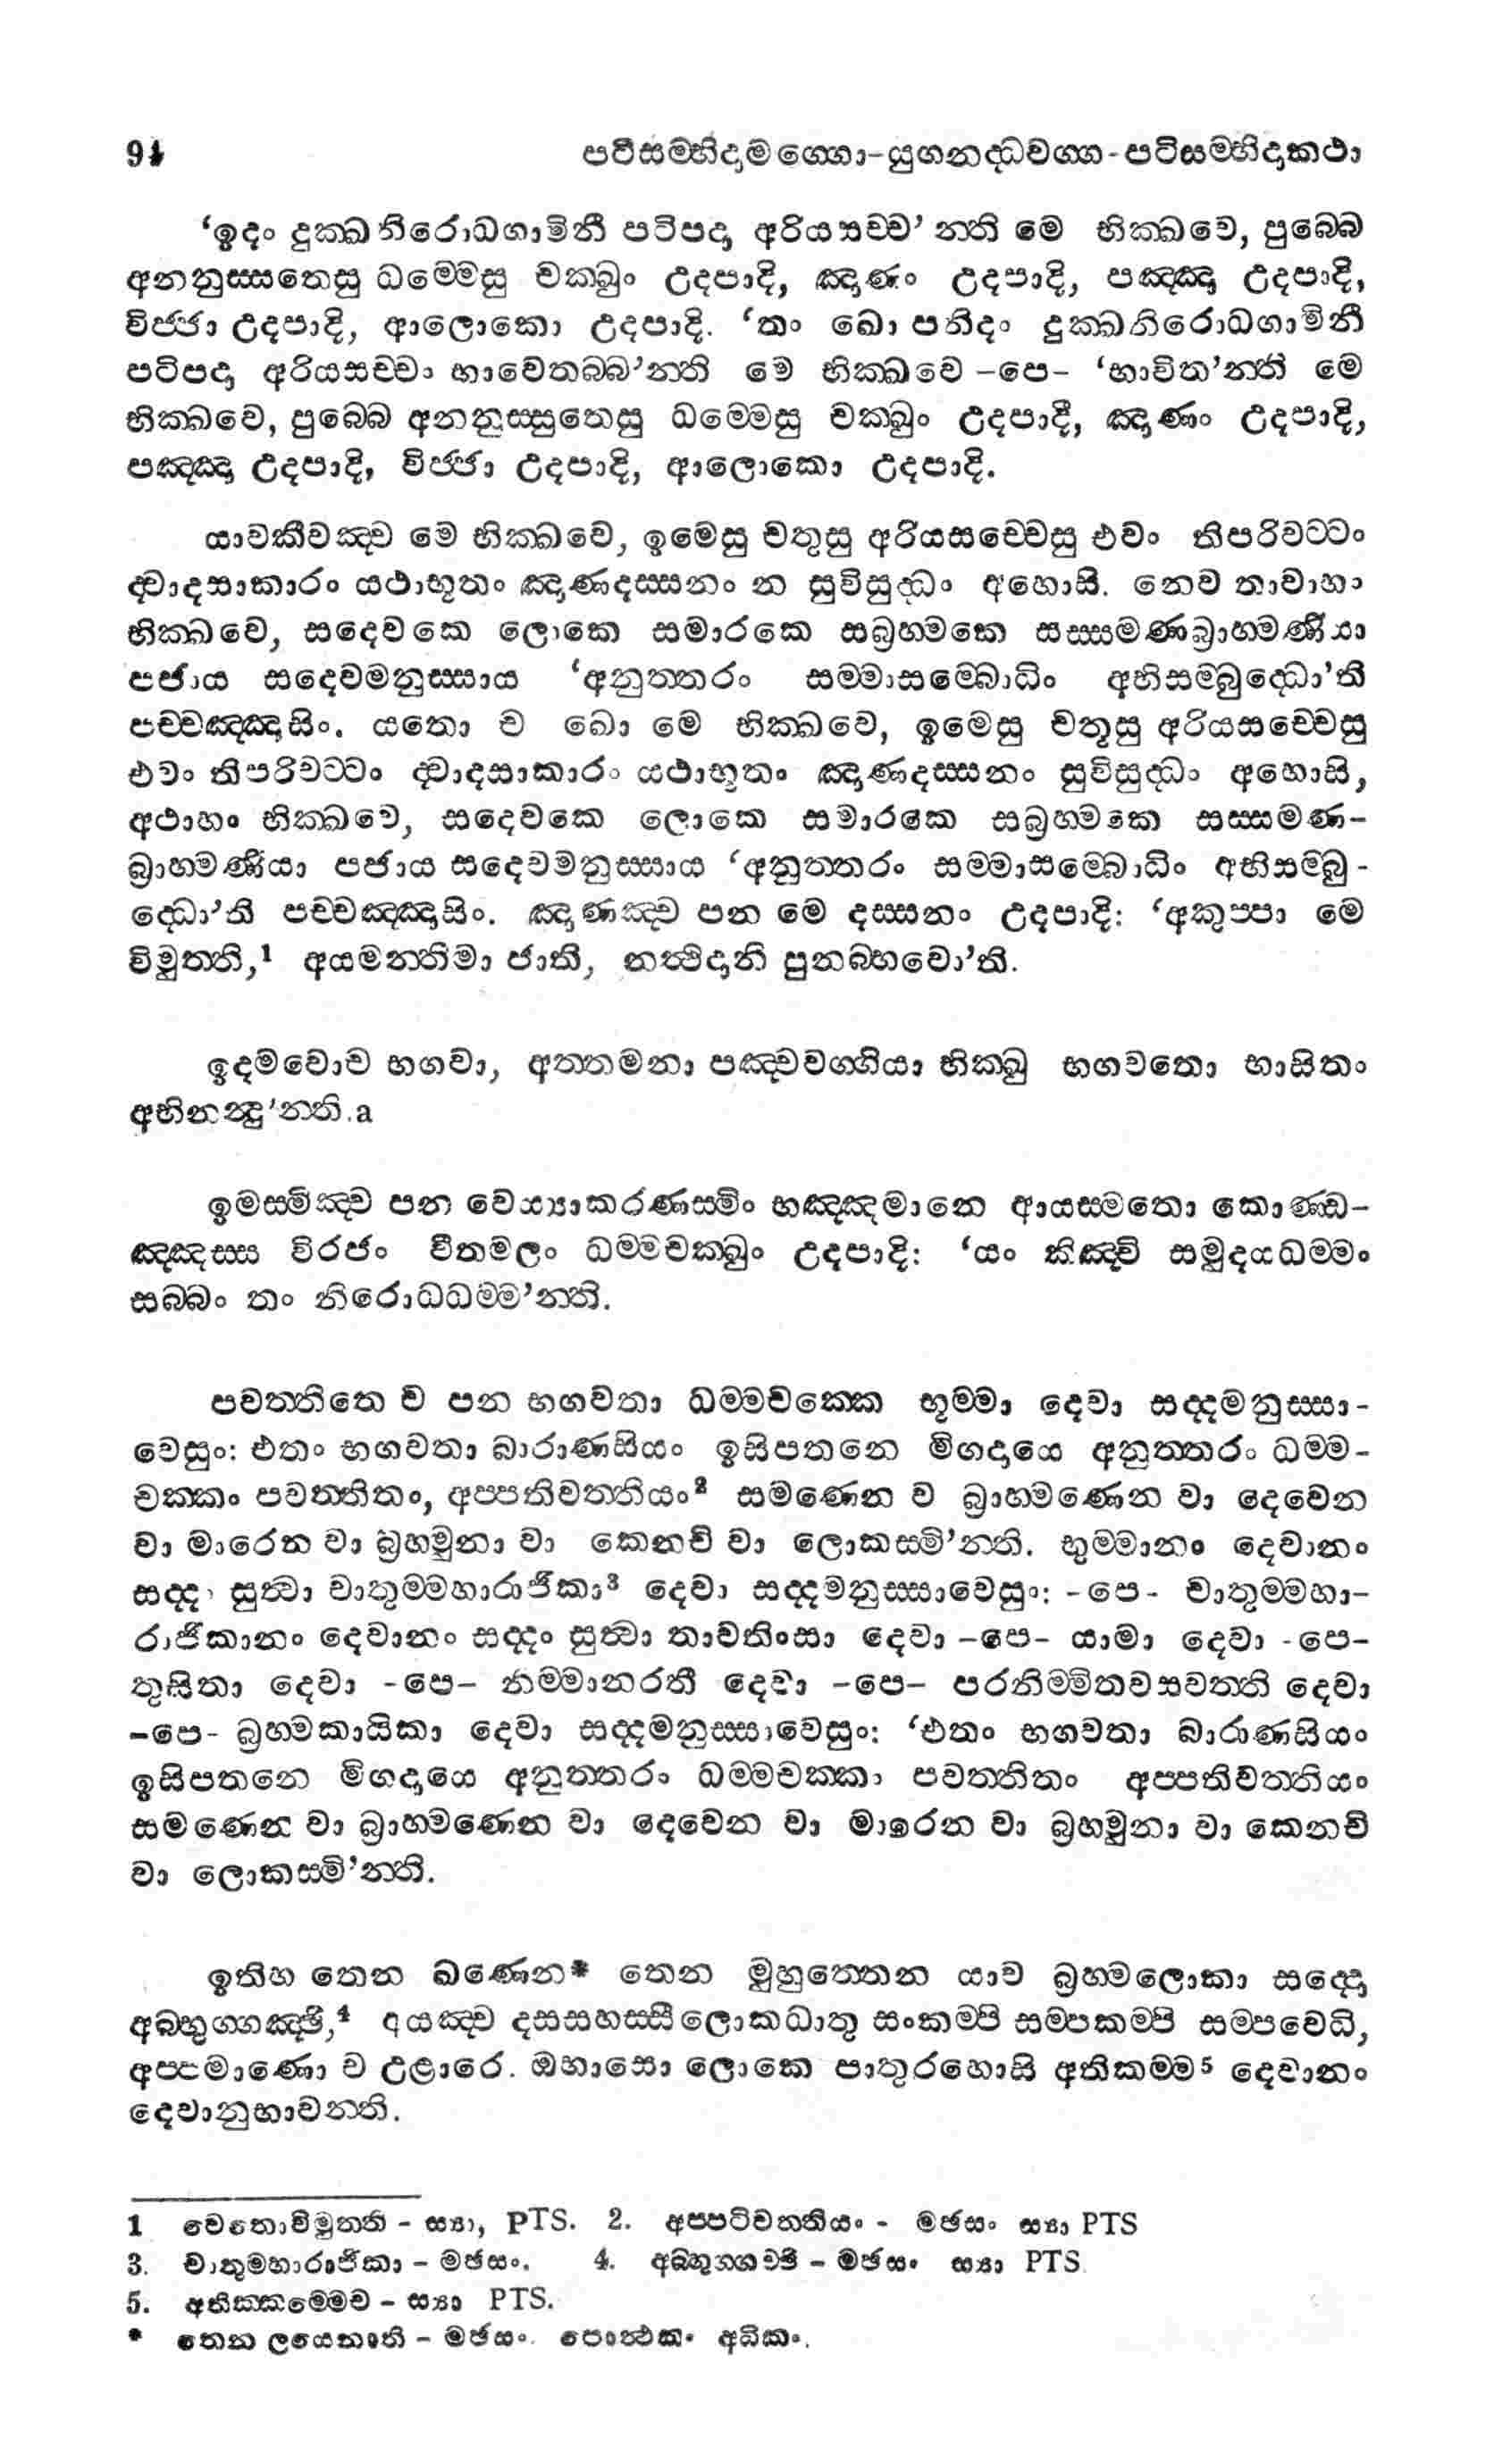 94 පටිසම්භිදාමග්ගො-යුගනද්ධවග්ග-පටිසම්භිදාකථා
‘ඉදං දුක්ඛනිරොධගාමිනී පටිපදා අරියසච්ච’න්ති මෙ භික්ඛවෙ, පුබ්බෙ
අනනුස්සුතෙසු ධම්මෙසු චක්ඛුං උදපාදි, ඤාණං උදපාදි, පඤ්ඤා උදපාදි,
විජ්ජා උදපාදි, ආලොකො උදපාදි. ‘තං ඛො පනිදං දුක්ඛනිරොධගාමිනී
පටිපදා අරියසච්චං භාවෙතබ්බ’න්ති මෙ භික්ඛවෙ –පෙ– ‘භාවිත’න්ති මෙ
භික්ඛවෙ, පුබ්බෙ අනනුස්සුතෙසු ධම්මෙසු චක්ඛුං උදපාදී, ඤාණං උදපාදි,
පඤ්ඤා උදපාදි, විජ්ජා උදපාදි, ආලොකො උදපාදි.
යාවකීවඤ්ච මෙ භික්ඛවෙ, ඉමෙසු චතුසු අරියසච්චෙසු එවං තිපරිවට්ටං
ද්වාදසාකාරං යථාභූතං ඤාණදස්සනං න සුවිසුද්ධං අහොසි. නෙව තාවාහං
භික්ඛවෙ, සදෙවකෙ ලොකෙ සමාරකෙ සබ්‍රහ්මකෙ සස්සමණබ්‍රාහ්මණියා
පජාය සදෙවමනුස්සාය ‘අනුත්තරං සම්මාසම්බොධිං අභිසම්බුද්ධො’ති
පච්චඤ්ඤාසිං. යතො ච ඛො මෙ භික්ඛවෙ, ඉමෙසු චතූසු අරියසච්චෙසු
එවං තිපරිවට්ටං ද්වාදසාකාරං යථාභූතං ඤාණදස්සනං සුවිසුද්ධං අහොසි,
අථාහං භික්ඛවෙ, සදෙවකෙ ලොකෙ සමාරකෙ සබ්‍රහ්මකෙ සස්සමණ–
බ්‍රාහ්මණියා පජාය සදෙවමනුස්සාය ‘අනුත්තරං සම්මාසම්බොධිං අභිසම්බු-
ද්ධො’ති පච්චඤ්ඤාසිං. ඤාණඤ්ච පන මෙ දස්සනං උදපාදි: ‘අකුප්පා මෙ
විමුත්ති,¹ අයමන්තිමා ජාති, නත්ථිදානි පුනබ්භවො’ති.
ඉදමවොච භගවා, අත්තමනා පඤ්චවග්ගියා භික්ඛු භගවතො භාසිතං
අභිනන්දු’න්ති.a
ඉමස්මිඤ්ච පන වෙය්‍යාකරණස්මිං භඤ්ඤමානෙ ආයස්මතො කොණ්ඩ–
ඤ්ඤස්ස විරජං වීතමලං ධම්මචක්ඛුං උදපාදි: ‘යං කිඤ්චි සමුදයධම්මං
සබ්බං තං නිරොධධම්ම’න්ති.
පවත්තිතෙ ච පන භගවතා ධම්මචක්කෙ භූම්මා දෙවා සද්දමනුස්සා-
වෙසුං: එතං භගවතා බාරාණසියං ඉසිපතනෙ මිගදායෙ අනුත්තරං ධම්ම-
චක්කං පවත්තිතං, අප්පතිවත්තියං² සමණෙන ව බ්‍රාහ්මණෙන වා දෙවෙන
වා මාරෙන වා බ්‍රහ්මුනා වා කෙනචි වා ලොකස්මි’න්ති. භුම්මානං දෙවානං
සද්දං සුත්වා චාතුම්මහාරාජිකා³ දෙවා සද්දමනුස්සාවෙසුං: -පෙ- චාතුම්මහා–
රාජිකානං දෙවානං සද්දං සුත්වා තාවතිංසා දෙවා –පෙ– යාමා දෙවා -පෙ–
තුසිතා දෙවා -පෙ– නිම්මානරතී දෙවා –පෙ– පරනිම්මිතවසවත්ති දෙවා
–පෙ- බ්‍රහ්මකායිකා දෙවා සද්දමනුස්සාවෙසුං: ‘එතං භගවතා බාරාණසියං
ඉසිපතනෙ මිගදායෙ අනුත්තරං ධම්මචක්කං පවත්තිතං අප්පතිවත්තියං
සමණෙන වා බ්‍රාහ්මණෙන වා දෙවෙන වා මාරෙන වා බ්‍රහ්මුනා වා කෙනචි
වා ලොකස්මි’න්ති.
ඉතිහ තෙන ඛණෙන* තෙන මුහුත්තෙන යාව බ්‍රහ්මලොකා සද්දො
අබ්භුග්ගඤ්ඡි,⁴ අයඤ්ච දසසහස්සීලොකධාතු සංකම්පි සම්පකම්පි සම්පවෙධි,
අප්පමාණො ච උළාරෙ. ඔභාසො ලොකෙ පාතුරහොසි අතික්‌කම්ම⁵ දෙවානං
දෙවානුභාවන්ති.
1 චෙතොවිමුත්ති – ස්‍යා, PTS. 2. අප්පටිවත්තියං - මඡසං ස්‍යා PTS
3. චාතුමහාරාජිකා – මඡසං. 4. අබ්භුග්ගච්ඡි – මඡසං ස්‍යා PTS.
5. අතික්කම්මෙව – ස්‍යා PTS.
* තෙන ලයෙනාති – මඡසං. පොත්ථකෙ අධිකං.